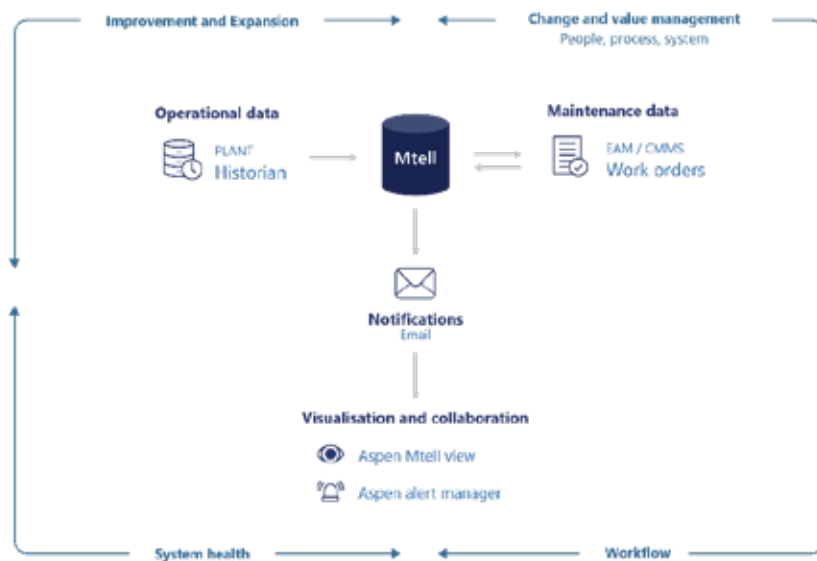 Improvement and Expansion
Change and value management
People, process, system
Operational data
PLANT
Historian
Mtell
Maintenance data
EAM / CMMS
Work orders
Notifications
Email
Visualisation and collaboration
Aspen Mtell view
Aspen alert manager
System health
Workflow